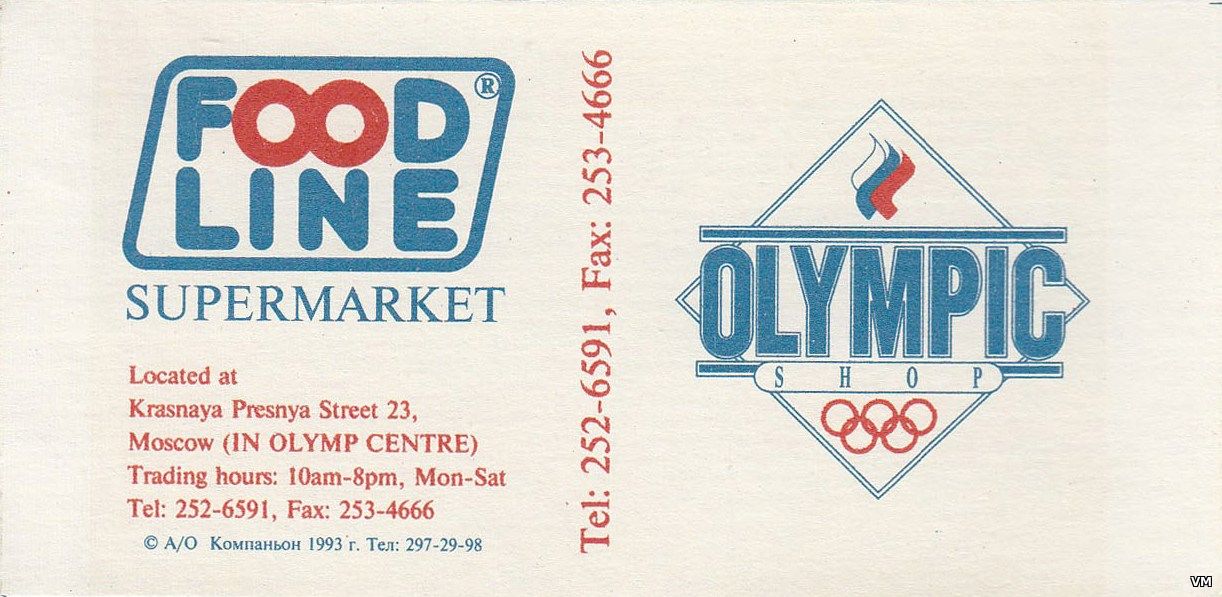 FOOD®
LINE
SUPERMARKET
Located at
Krasnaya Presnya Street 23,
Moscow (IN OLYMP CENTRE)
Trading hours: 10am-8pm, Mon-Sat
Tel: 252-6591, Fax: 253-4666
© А/О Компаньон 1993 г. Тел: 297-29-98
Tel: 252-6591, Fax: 253-4666
OLYMPIC
SHOP
VM